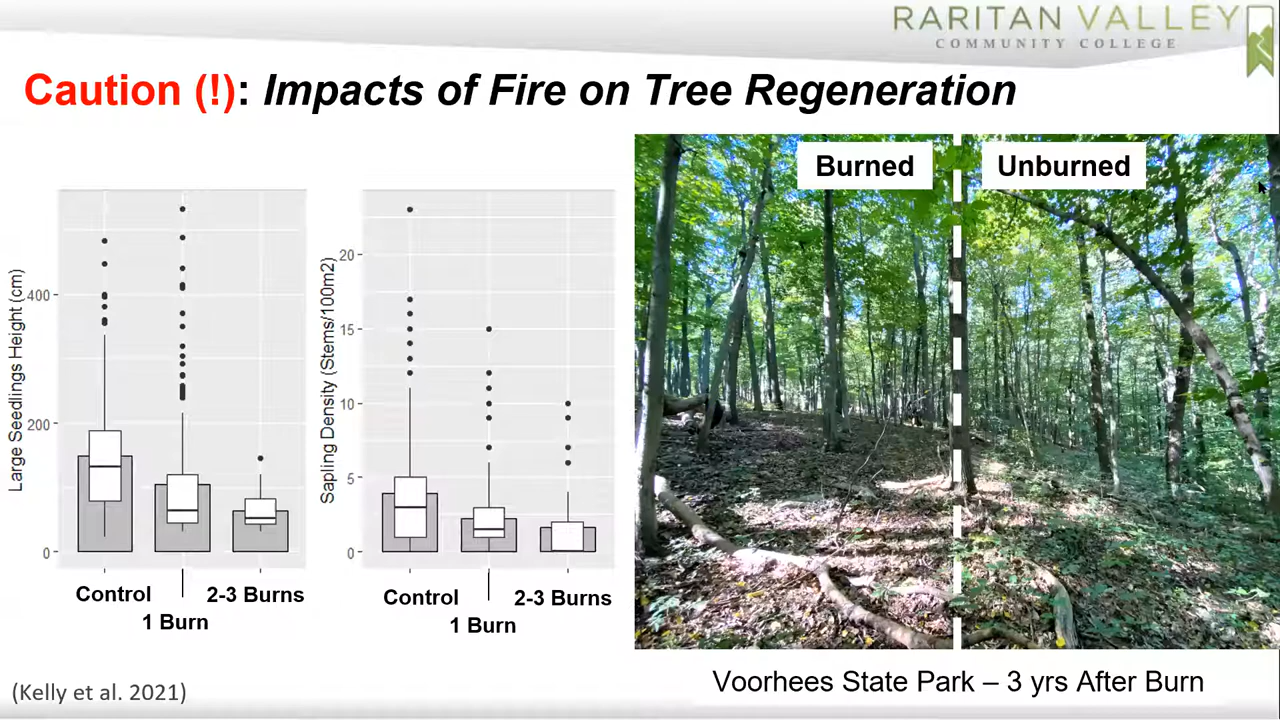 RARITAN VALLEY
COMMUNITY COLLEGE
Caution (!): Impacts of Fire on Tree Regeneration
Large Seedlings Height (cm)
400
200
0
Control
1 Burn
2-3 Burns
Sapling Density (Stems/100m2)
20
15
10
5
0
Control
1 Burn
2-3 Burns
Burned
Unburned
Voorhees State Park – 3 yrs After Burn
(Kelly et al. 2021)